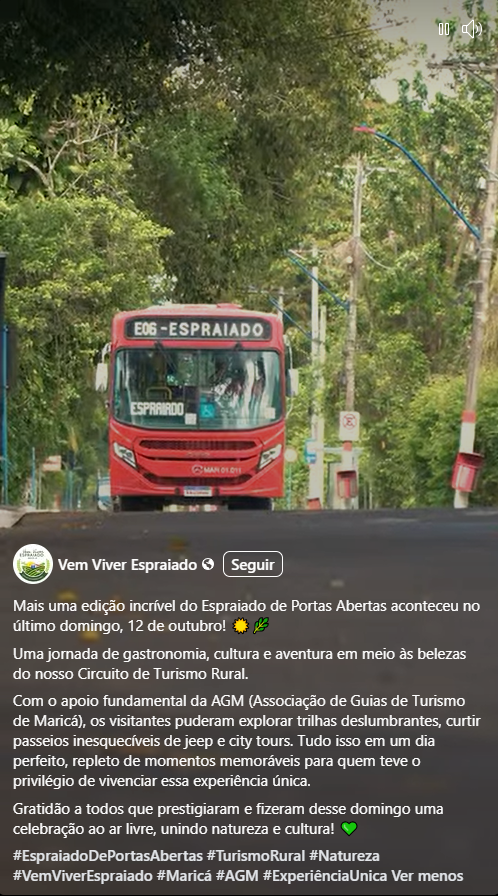 E06-ESPRAIADO
ESPRAIADO
MAR 01.011
Vem Viver Espraiado
Seguir
Mais uma edição incrível do Espraiado de Portas Abertas aconteceu no
último domingo, 12 de outubro! 🌞🌿
Uma jornada de gastronomia, cultura e aventura em meio às belezas
do nosso Circuito de Turismo Rural.
Com o apoio fundamental da AGM (Associação de Guias de Turismo
de Maricá), os visitantes puderam explorar trilhas deslumbrantes, curtir
passeios inesquecíveis de jeep e city tours. Tudo isso em um dia
perfeito, repleto de momentos memoráveis para quem teve o
privilégio de vivenciar essa experiência única.
Gratidão a todos que prestigiaram e fizeram desse domingo uma
celebração ao ar livre, unindo natureza e cultura! 💚
#EspraiadoDePortasAbertas #TurismoRural #Natureza
#VemViverEspraiado #Maricá #AGM #ExperiênciaUnica Ver menos